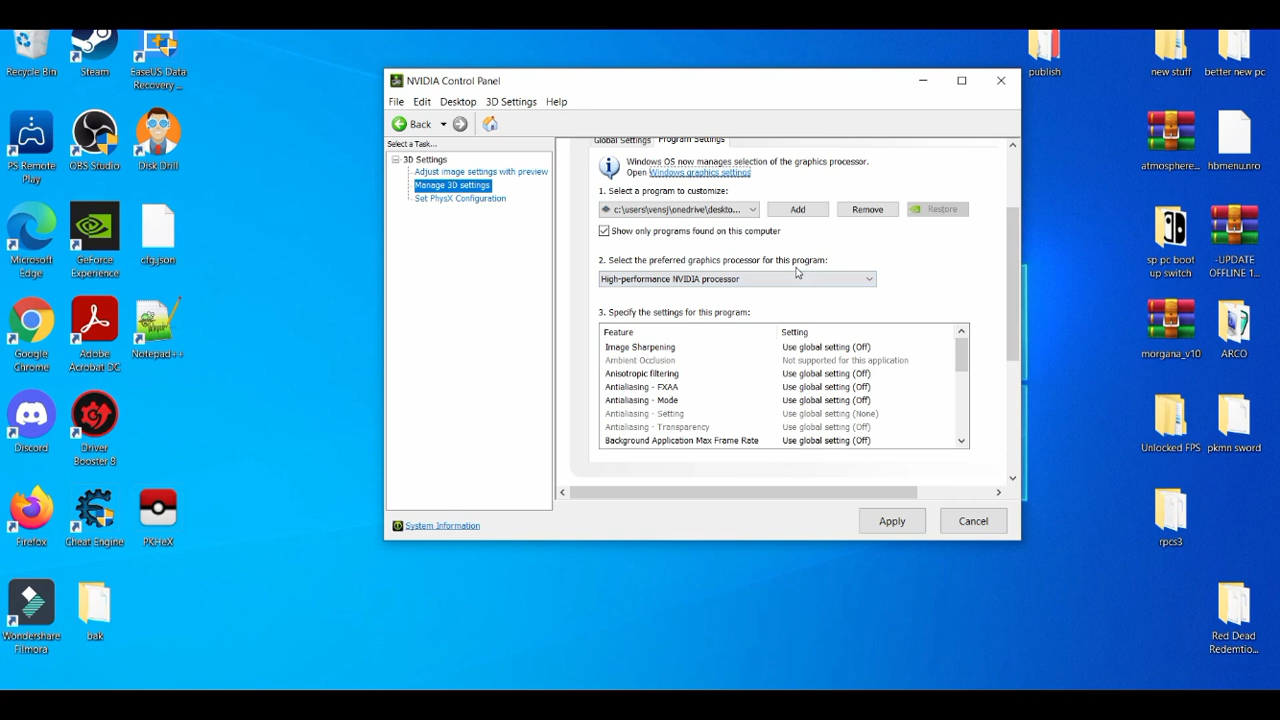 Recycle Bin
Steam
EaseUS Data
Recovery ...
PS Remote
Play
OBS Studio
Disk Drill
Microsoft
Edge
GeForce
Experience
cfg.json
Google
Chrome
Adobe
Acrobat DC
Notepad++
Discord
Driver
Booster 8
Firefox
Cheat Engine
PKHeX
Wondershare
Filmora
bak
NVIDIA Control Panel
File
Edit
Desktop
3D Settings
Help
Back
Select a Task...
3D Settings
Adjust image settings with preview
Manage 3D settings
Set PhysX Configuration
System Information
Global Settings
Program Settings
Windows OS now manages selection of the graphics processor.
Open Windows graphics settings
1. Select a program to customize:
c:\users\vensj\onedrive\deskto...
Add
Remove
Restore
Show only programs found on this computer
2. Select the preferred graphics processor for this program:
High-performance NVIDIA processor
3. Specify the settings for this program:
Feature Setting
Image Sharpening Use global setting (Off)
Ambient Occlusion Not supported for this application
Anisotropic filtering Use global setting (Off)
Antialiasing - FXAA Use global setting (Off)
Antialiasing - Mode Use global setting (Off)
Antialiasing - Setting Use global setting (None)
Antialiasing - Transparency Use global setting (Off)
Background Application Max Frame Rate Use global setting (Off)
Apply
Cancel
publish
new stuff
better new pc
atmosphere...
hbmenu.nro
sp pc boot
up switch
-UPDATE
OFFLINE 1...
morgana_v10
ARCO
Unlocked FPS
pkmn sword
rpcs3
Red Dead
Redemtio...